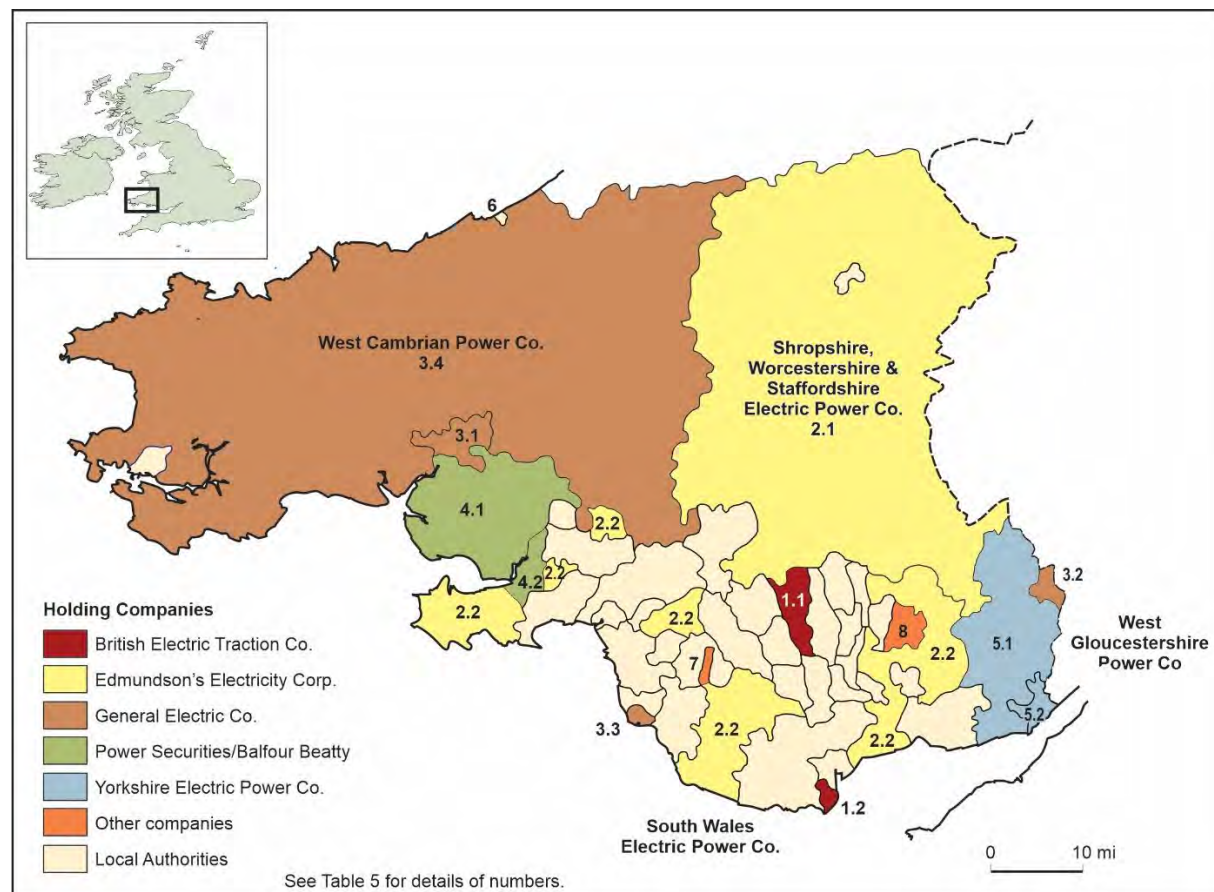 6
West Cambrian Power Co.
3.4
Shropshire,
Worcestershire &
Staffordshire
Electric Power Co.
2.1
3.1
4.1
2.2
4.2
2.2
2.2
2.2
1.1
3.2
8
5.1
2.2
7
West
Gloucestershire
Power Co
5.2
3.3
2.2
2.2
1.2
South Wales
Electric Power Co.
Holding Companies
British Electric Traction Co.
Edmundson's Electricity Corp.
General Electric Co.
Power Securities/Balfour Beatty
Yorkshire Electric Power Co.
Other companies
Local Authorities
See Table 5 for details of numbers.
0 10 mi